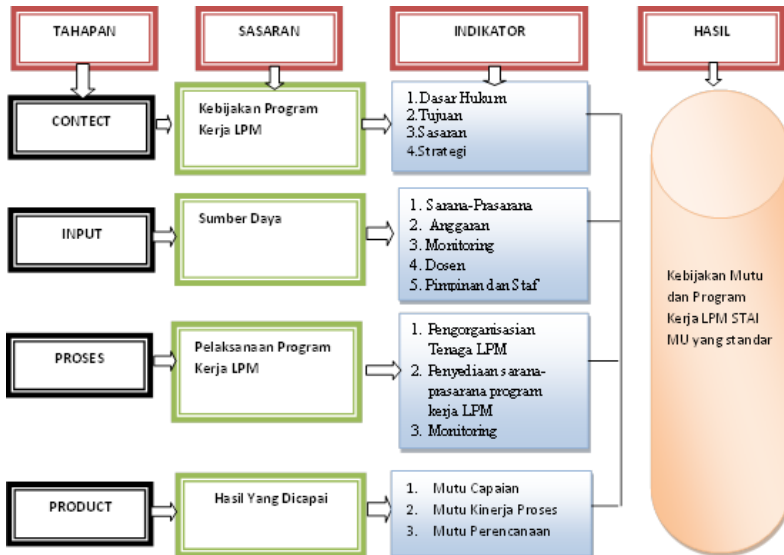 TAHAPAN
SASARAN
INDIKATOR
HASIL
CONTECT
Kebijakan Program
Kerja LPM
1.Dasar Hukum
2.Tujuan
3.Sasaran
4.Strategi
INPUT
Sumber Daya
1. Sarana-Prasarana
2. Anggaran
3. Monitoring
4. Dosen
5. Pimpinan dan Staf
PROSES
Pelaksanaan Program
Kerja LPM
1. Pengorganisasian
Tenaga LPM
2. Penyediaan sarana-
prasarana program
kerja LPM
3. Monitoring
PRODUCT
Hasil Yang Dicapai
1. Mutu Capaian
2. Mutu Kinerja Proses
3. Mutu Perencanaan
Kebijakan Mutu
dan Program
Kerja LPM STAI
MU yang standar